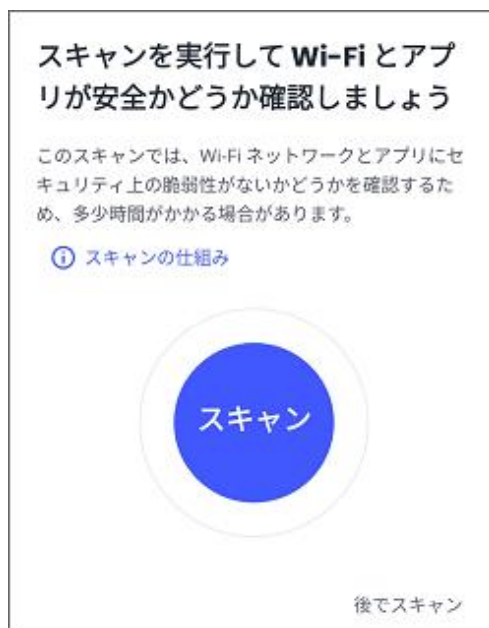 スキャンを実行して Wi-Fi とアプ
リが安全かどうか確認しましょう
このスキャンでは、Wi-Fi ネットワークとアプリにセ
キュリティ上の脆弱性がないかどうかを確認するた
め、多少時間がかかる場合があります。
スキャンの仕組み
スキャン
後でスキャン